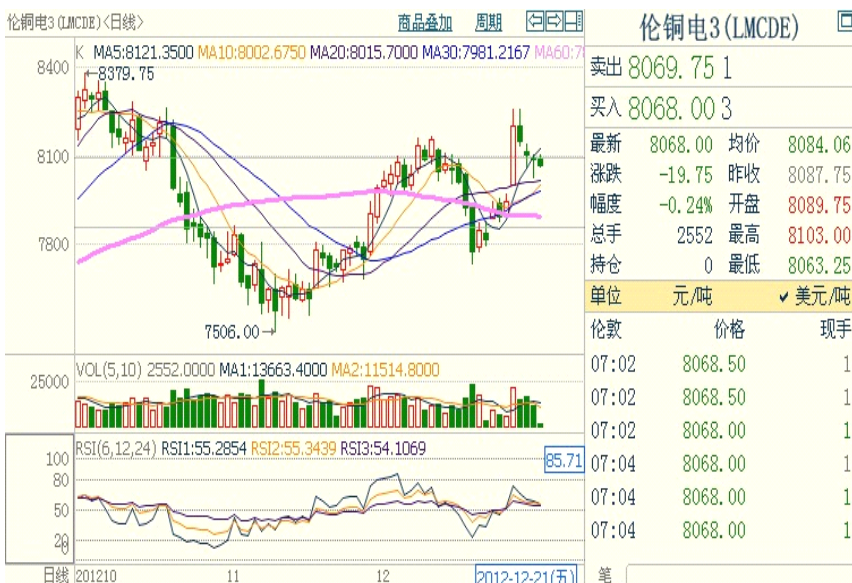 伦铜电3(LMCDE)<日线> 商品叠加 周期
K MA5:8121.3500 MA10:8002.6750 MA20:8015.7000 MA30:7981.2167 MA60:7
8400
8379.75
8100
7800
7506.00
VOL(5,10) 2552.0000 MA1:13663.4000 MA2:11514.8000
25000
RSI(6,12,24) RSI1:55.2854 RSI2:55.3439 RSI3:54.1069
100
85.71
80
50
20
0
日线 201210 11 12 2012-12-21(五)
伦铜电3(LMCDE)
卖出 8069.75 1
买入 8068.00 3
最新 8068.00 均价 8084.06
涨跌 -19.75 昨收 8087.75
幅度 -0.24% 开盘 8089.75
总手 2552 最高 8103.00
持仓 0 最低 8063.25
单位 元/吨 ✓美元/吨
伦敦 价格 现手
07:02 8068.50 1
07:02 8068.50 1
07:02 8068.00 1
07:04 8068.00 1
07:04 8068.00 1
07:04 8068.00 1
笔